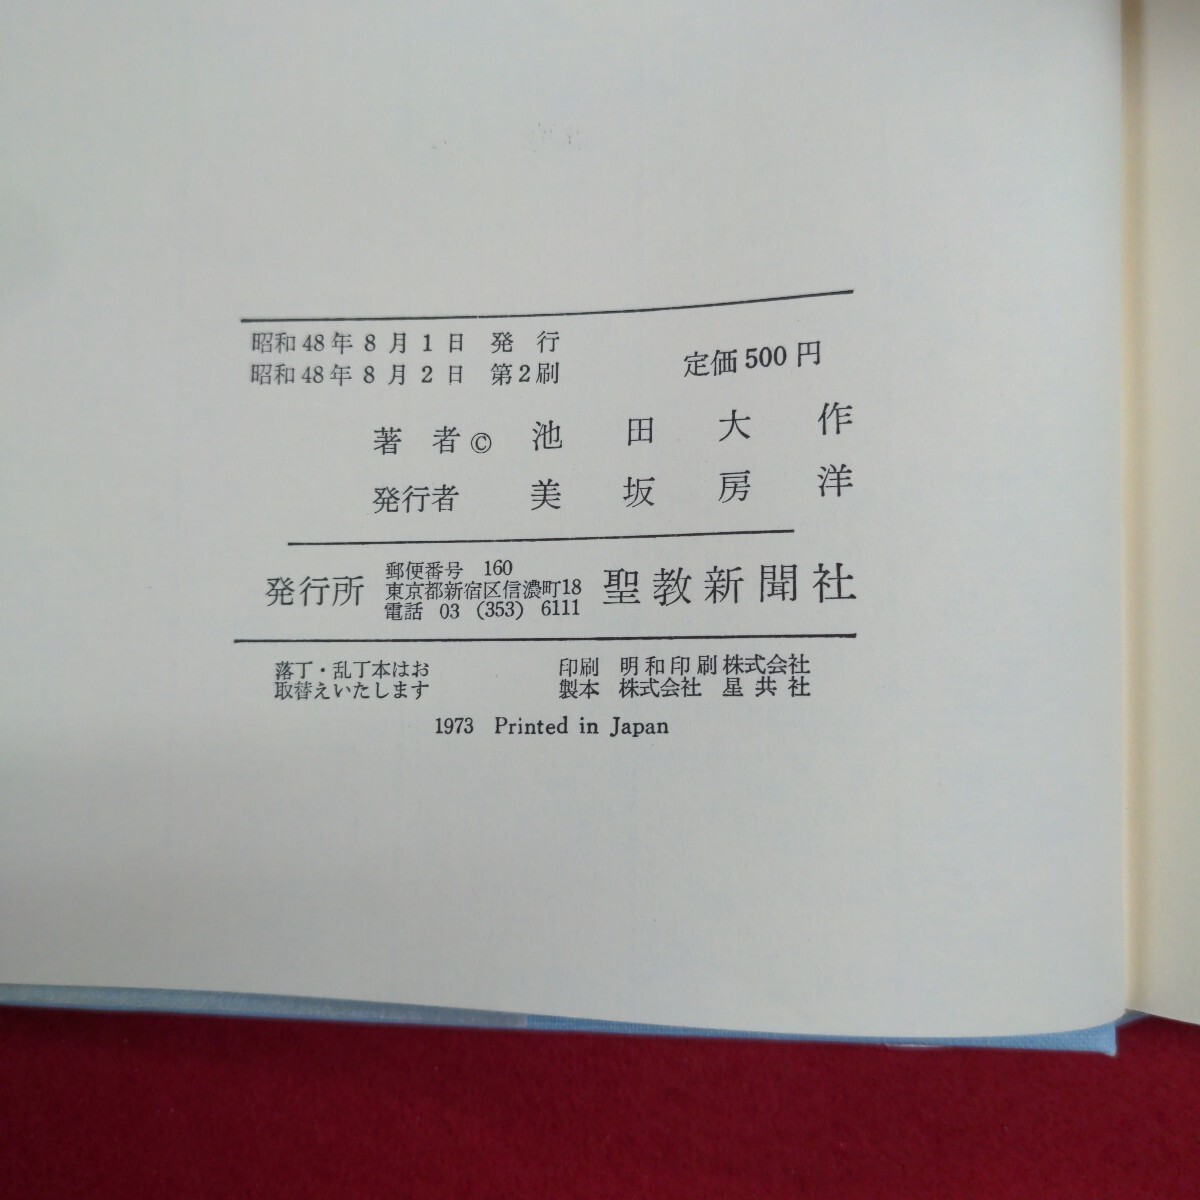 昭和48年8月1日 発行
昭和48年8月2日 第2刷
定価500円
著者© 池田大作
発行者 美坂房洋
発行所
郵便番号 160
東京都新宿区信濃町18
電話 03 (353) 6111
聖教新聞社
落丁・乱丁本はお
取替えいたします
印刷 明和印刷株式会社
製本 株式会社 星共社
1973 Printed in Japan